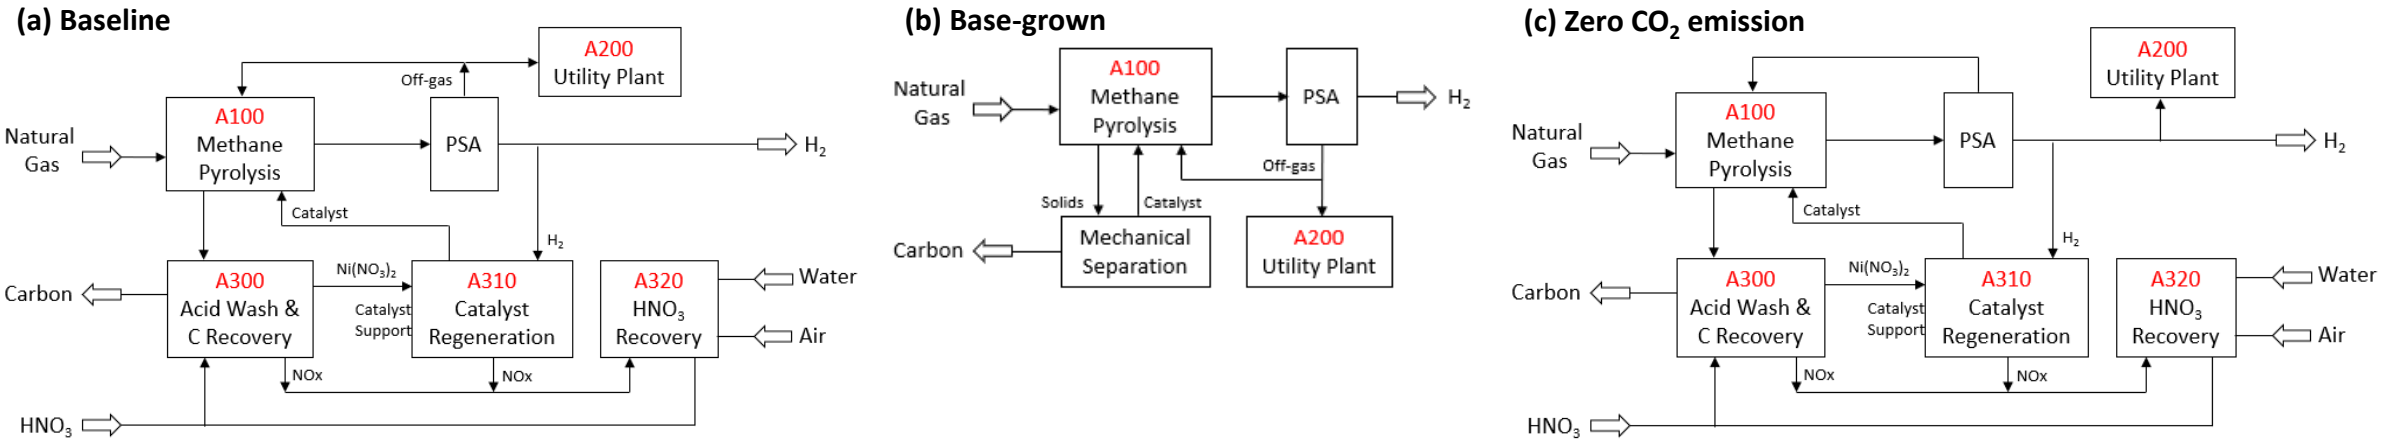 (a) Baseline
A200
Utility Plant
Off-gas
A100
Methane
Pyrolysis
PSA
Natural
Gas
H₂
Catalyst
H₂
A300
Acid Wash &
C Recovery
Ni(NO₃)₂
Catalyst
Support
A310
Catalyst
Regeneration
A320
HNO₃
Recovery
Water
Air
Carbon
NOx
NOx
HNO₃
(b) Base-grown
A100
Methane
Pyrolysis
PSA
Natural
Gas
H₂
Off-gas
Solids
Catalyst
Carbon
Mechanical
Separation
A200
Utility Plant
(c) Zero CO₂ emission
A200
Utility Plant
A100
Methane
Pyrolysis
PSA
Natural
Gas
H₂
Catalyst
H₂
A300
Acid Wash &
C Recovery
Ni(NO₃)₂
Catalyst
Support
A310
Catalyst
Regeneration
A320
HNO₃
Recovery
Water
Air
Carbon
NOx
NOx
HNO₃